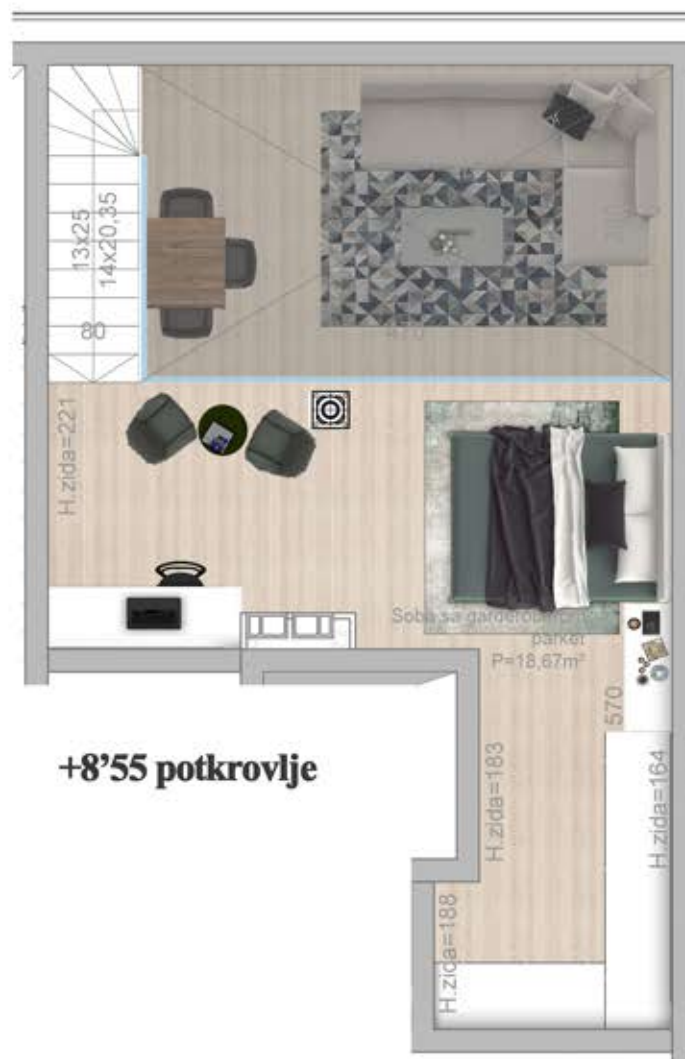 13x25
14x20,35
80
H.zida=221
Soba sa garderobom
parket
P=18,67m²
570
+8’55 potkrovlje
H.zida=183
H.zida=164
H.zida=188